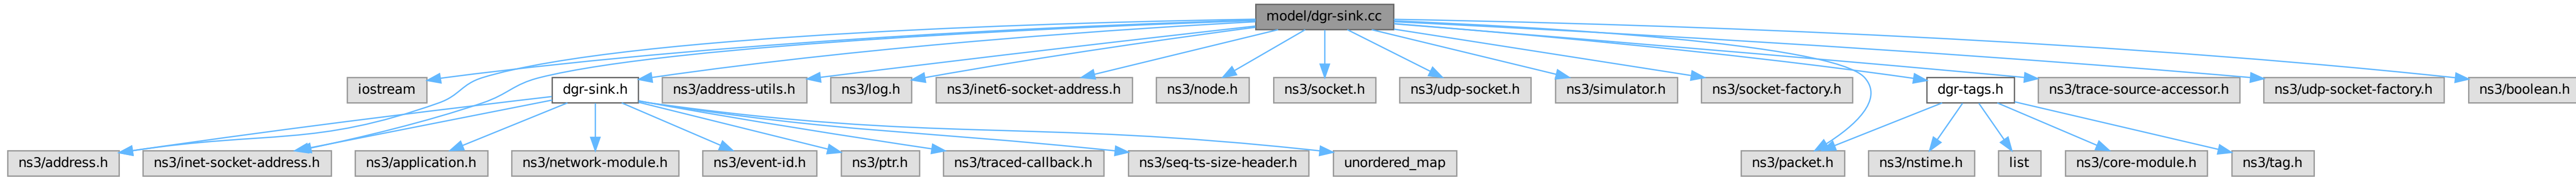 model/dgr-sink.cc
iostream
dgr-sink.h
ns3/address-utils.h
ns3/log.h
ns3/inet6-socket-address.h
ns3/node.h
ns3/socket.h
ns3/udp-socket.h
ns3/simulator.h
ns3/socket-factory.h
dgr-tags.h
ns3/trace-source-accessor.h
ns3/udp-socket-factory.h
ns3/boolean.h
ns3/address.h
ns3/inet-socket-address.h
ns3/application.h
ns3/network-module.h
ns3/event-id.h
ns3/ptr.h
ns3/traced-callback.h
ns3/seq-ts-size-header.h
unordered_map
ns3/packet.h
ns3/nstime.h
list
ns3/core-module.h
ns3/tag.h